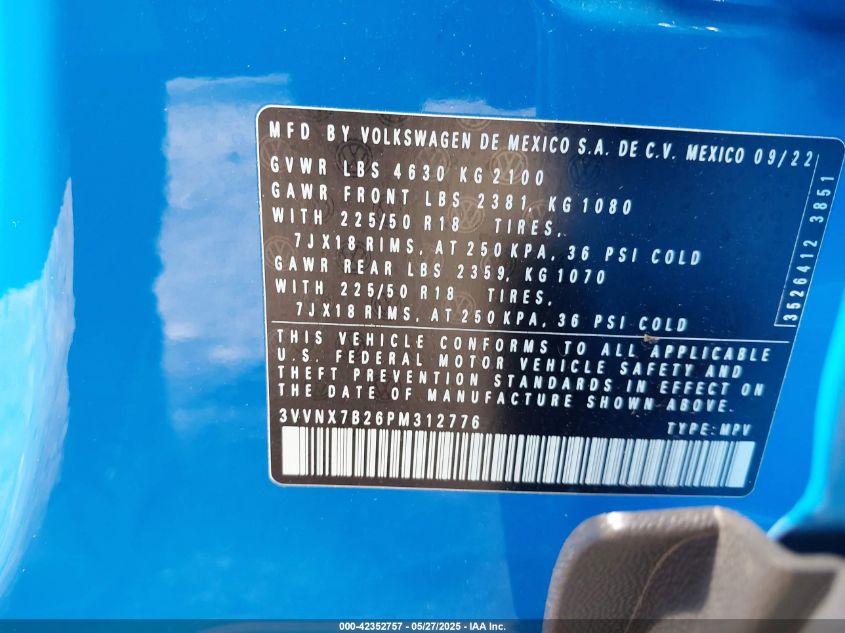 MFD BY VOLKSWAGEN DE MEXICO S.A. DE C.V. MEXICO 09/22
GVWR LBS 4630 KG 2100
GAWR FRONT LBS 2381, KG 1080
WITH 225/50 R18 TIRES,
7JX18 RIMS, AT 250 KPA, 36 PSI COLD
GAWR REAR LBS 2359, KG 1070
WITH 225/50 R18 TIRES,
7JX18 RIMS, AT 250 KPA, 36 PSI COLD
3526412 3851
THIS VEHICLE CONFORMS TO ALL APPLICABLE
U.S. FEDERAL MOTOR VEHICLE SAFETY AND
THEFT PREVENTION STANDARDS IN EFFECT ON
THE DATE OF MANUFACTURE SHOWN ABOVE.
3VVNX7B26PM312776 TYPE: MPV
000-42352757 - 05/27/2025 - IAA Inc.